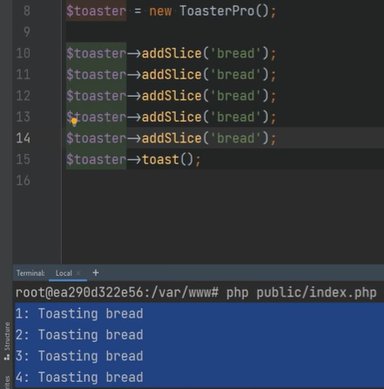 8 $toaster = new ToasterPro();
9
10 $toaster->addSlice('bread');
11 $toaster->addSlice('bread');
12 $toaster->addSlice('bread');
13 $toaster->addSlice('bread');
14 $toaster->addSlice('bread');
15 $toaster->toast();
16
Terminal: Local × +
root@ea290d322e56:/var/www# php public/index.php
1: Toasting bread
2: Toasting bread
3: Toasting bread
4: Toasting bread
Structure